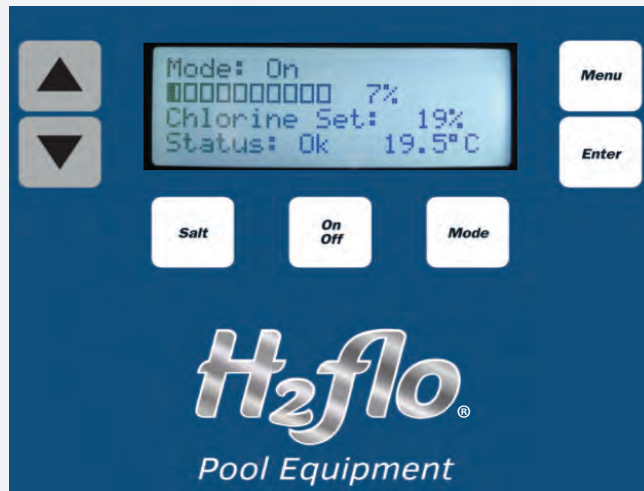 Mode: On
7%
Chlorine Set: 19%
Status: Ok 19.5°C
Menu
Enter
Salt
On
Off
Mode
H2flo®
Pool Equipment